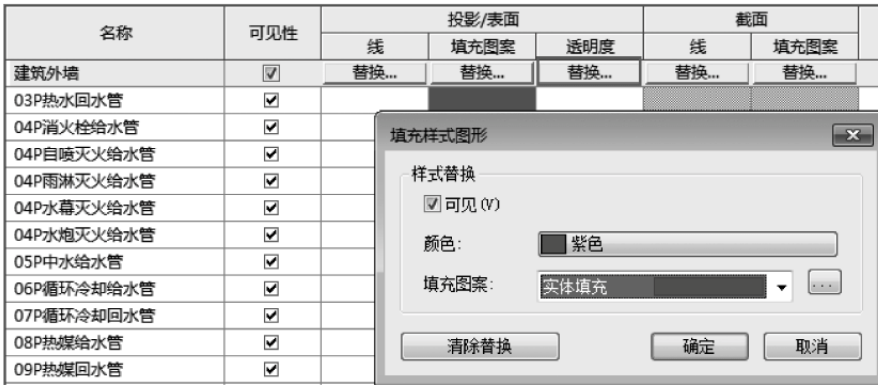 名称 可见性 投影/表面 截面
线 填充图案 透明度 线 填充图案
建筑外墙 替换... 替换... 替换... 替换... 替换...
03P热水回水管
04P消火栓给水管
04P自喷灭火给水管
04P雨淋灭火给水管
04P水幕灭火给水管
04P水炮灭火给水管
05P中水给水管
06P循环冷却给水管
07P循环冷却回水管
08P热媒给水管
09P热媒回水管
填充样式图形
样式替换
可见(V)
颜色: 紫色
填充图案: 实体填充 ...
清除替换 确定 取消